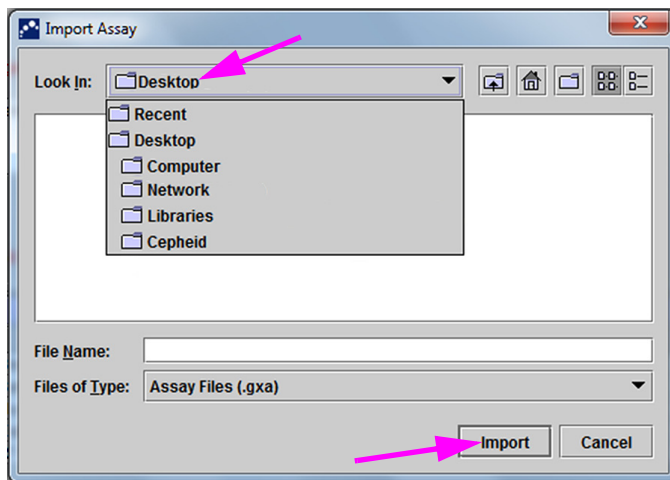 Import Assay
Look In: Desktop
Recent
Desktop
Computer
Network
Libraries
Cepheid
File Name:
Files of Type: Assay Files (.gxa)
Import Cancel